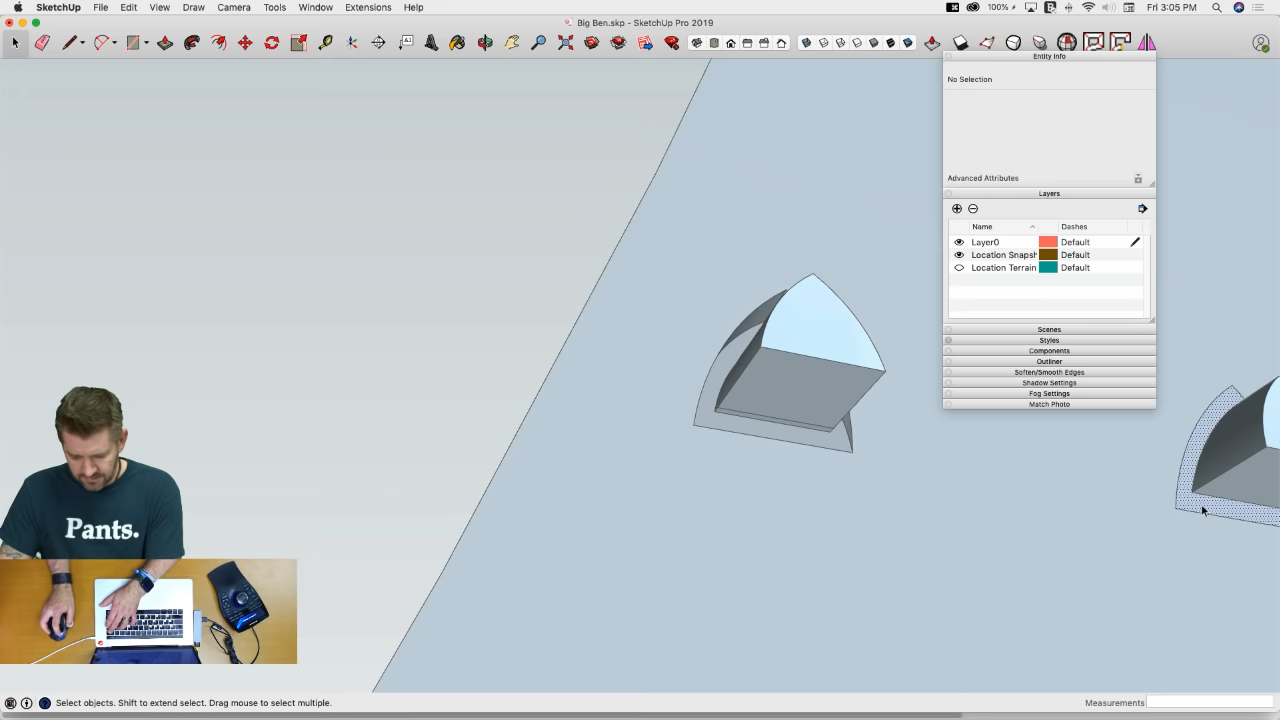 SketchUp File Edit View Draw Camera Tools Window Extensions Help 100% Fri 3:05 PM
Big Ben.skp - SketchUp Pro 2019
Entity Info
No Selection
Advanced Attributes
Layers
Name Dashes
Layer0 Default
Location Snapsh Default
Location Terrain Default
Scenes
Styles
Components
Outliner
Soften/Smooth Edges
Shadow Settings
Fog Settings
Match Photo
Pants.
Select objects. Shift to extend select. Drag mouse to select multiple. Measurements